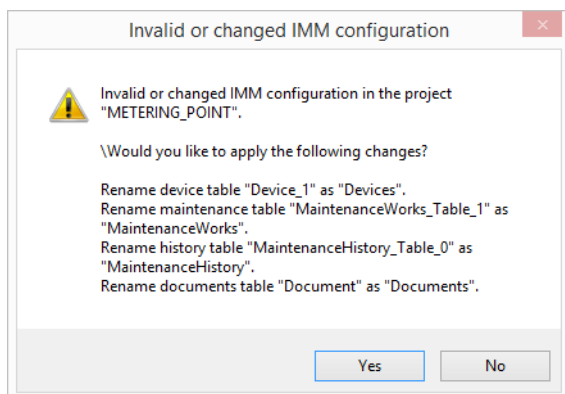 Invalid or changed IMM configuration
Invalid or changed IMM configuration in the project
"METERING_POINT".
\Would you like to apply the following changes?
Rename device table "Device_1" as "Devices".
Rename maintenance table "MaintenanceWorks_Table_1" as
"MaintenanceWorks".
Rename history table "MaintenanceHistory_Table_0" as
"MaintenanceHistory".
Rename documents table "Document" as "Documents".
Yes
No